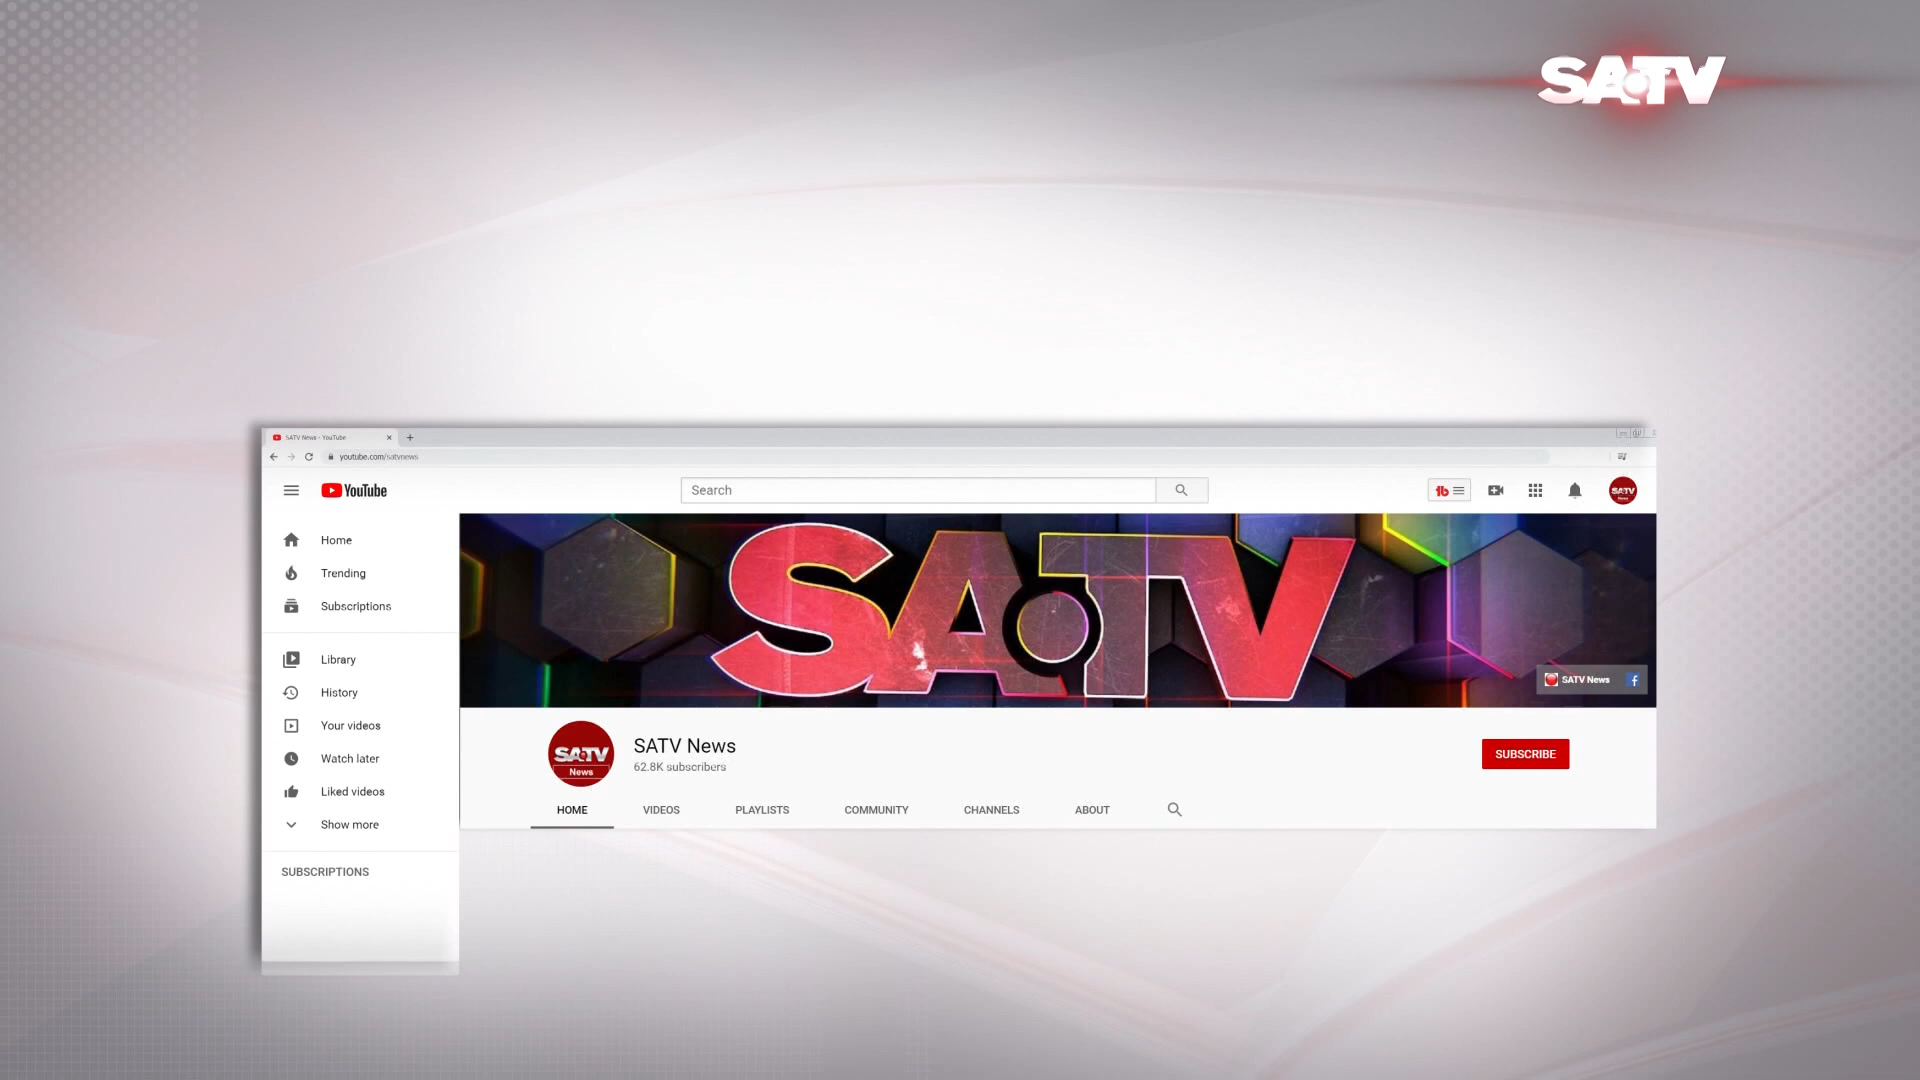 SATV
SATV News - YouTube
youtube.com/satvnews
YouTube
Search
SATV
News
Home
Trending
Subscriptions
Library
History
Your videos
Watch later
Liked videos
Show more
SUBSCRIPTIONS
SATV
SATV News
SATV
News
SATV News
62.8K subscribers
SUBSCRIBE
HOME
VIDEOS
PLAYLISTS
COMMUNITY
CHANNELS
ABOUT